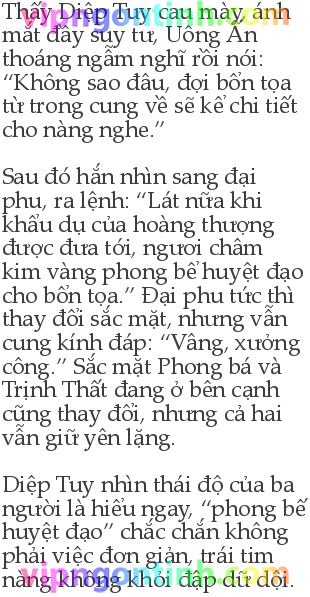 Thấy Diệp Tuy cau mày, ánh
mắt đầy suy tư, Uông Ấn
thoáng ngẫm nghĩ rồi nói:
“Không sao đâu, đợi bổn tọa
từ trong cung về sẽ kể chi tiết
cho nàng nghe.”
Sau đó hắn nhìn sang đại
phu, ra lệnh: “Lát nữa khi
khẩu dụ của hoàng thượng
được đưa tới, ngươi châm
kim vàng phong bế huyệt đạo
cho bổn tọa.” Đại phu tức thì
thay đổi sắc mặt, nhưng vẫn
cung kính đáp: “Vâng, xưởng
công.” Sắc mặt Phong bá và
Trịnh Thất đang ở bên cạnh
cũng thay đổi, nhưng cả hai
vẫn giữ yên lặng.
Diệp Tuy nhìn thái độ của ba
người là hiểu ngay, “phong bế
huyệt đạo” chắc chắn không
phải việc đơn giản, trái tim
nàng không khỏi đập dữ dội.
vipngontinh.com
vipngontinh.com